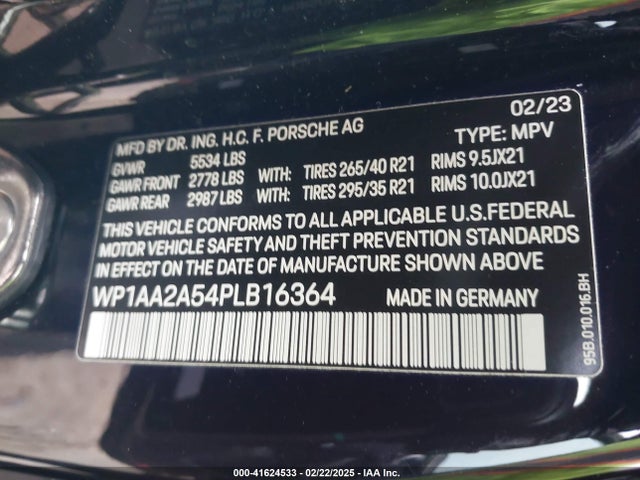 02/23
MFD BY DR. ING. H.C. F. PORSCHE AG TYPE: MPV
GVWR 5534 LBS
GAWR FRONT 2778 LBS WITH: TIRES 265/40 R21 RIMS 9.5JX21
GAWR REAR 2987 LBS WITH: TIRES 295/35 R21 RIMS 10.0JX21
THIS VEHICLE CONFORMS TO ALL APPLICABLE U.S.FEDERAL
MOTOR VEHICLE SAFETY AND THEFT PREVENTION STANDARDS
IN EFFECT ON THE DATE OF MANUFACTURE SHOWN ABOVE
WP1AA2A54PLB16364 MADE IN GERMANY
95B.010.016.BH
000-41624533 - 02/22/2025 - IAA Inc.